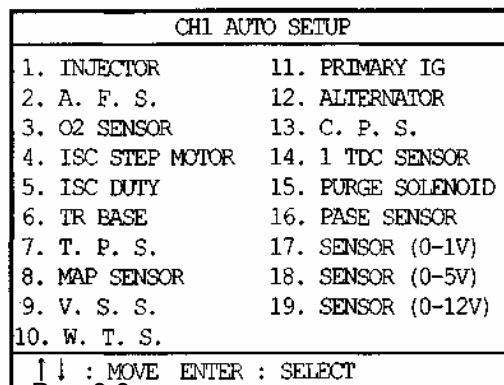 CH1 AUTO SETUP
1. INJECTOR
2. A. F. S.
3. O2 SENSOR
4. ISC STEP MOTOR
5. ISC DUTY
6. TR BASE
7. T. P. S.
8. MAP SENSOR
9. V. S. S.
10. W. T. S.
11. PRIMARY IG
12. ALTERNATOR
13. C. P. S.
14. 1 TDC SENSOR
15. PURGE SOLENOID
16. PASE SENSOR
17. SENSOR (0-1V)
18. SENSOR (0-5V)
19. SENSOR (0-12V)
↑↓ : MOVE ENTER : SELECT